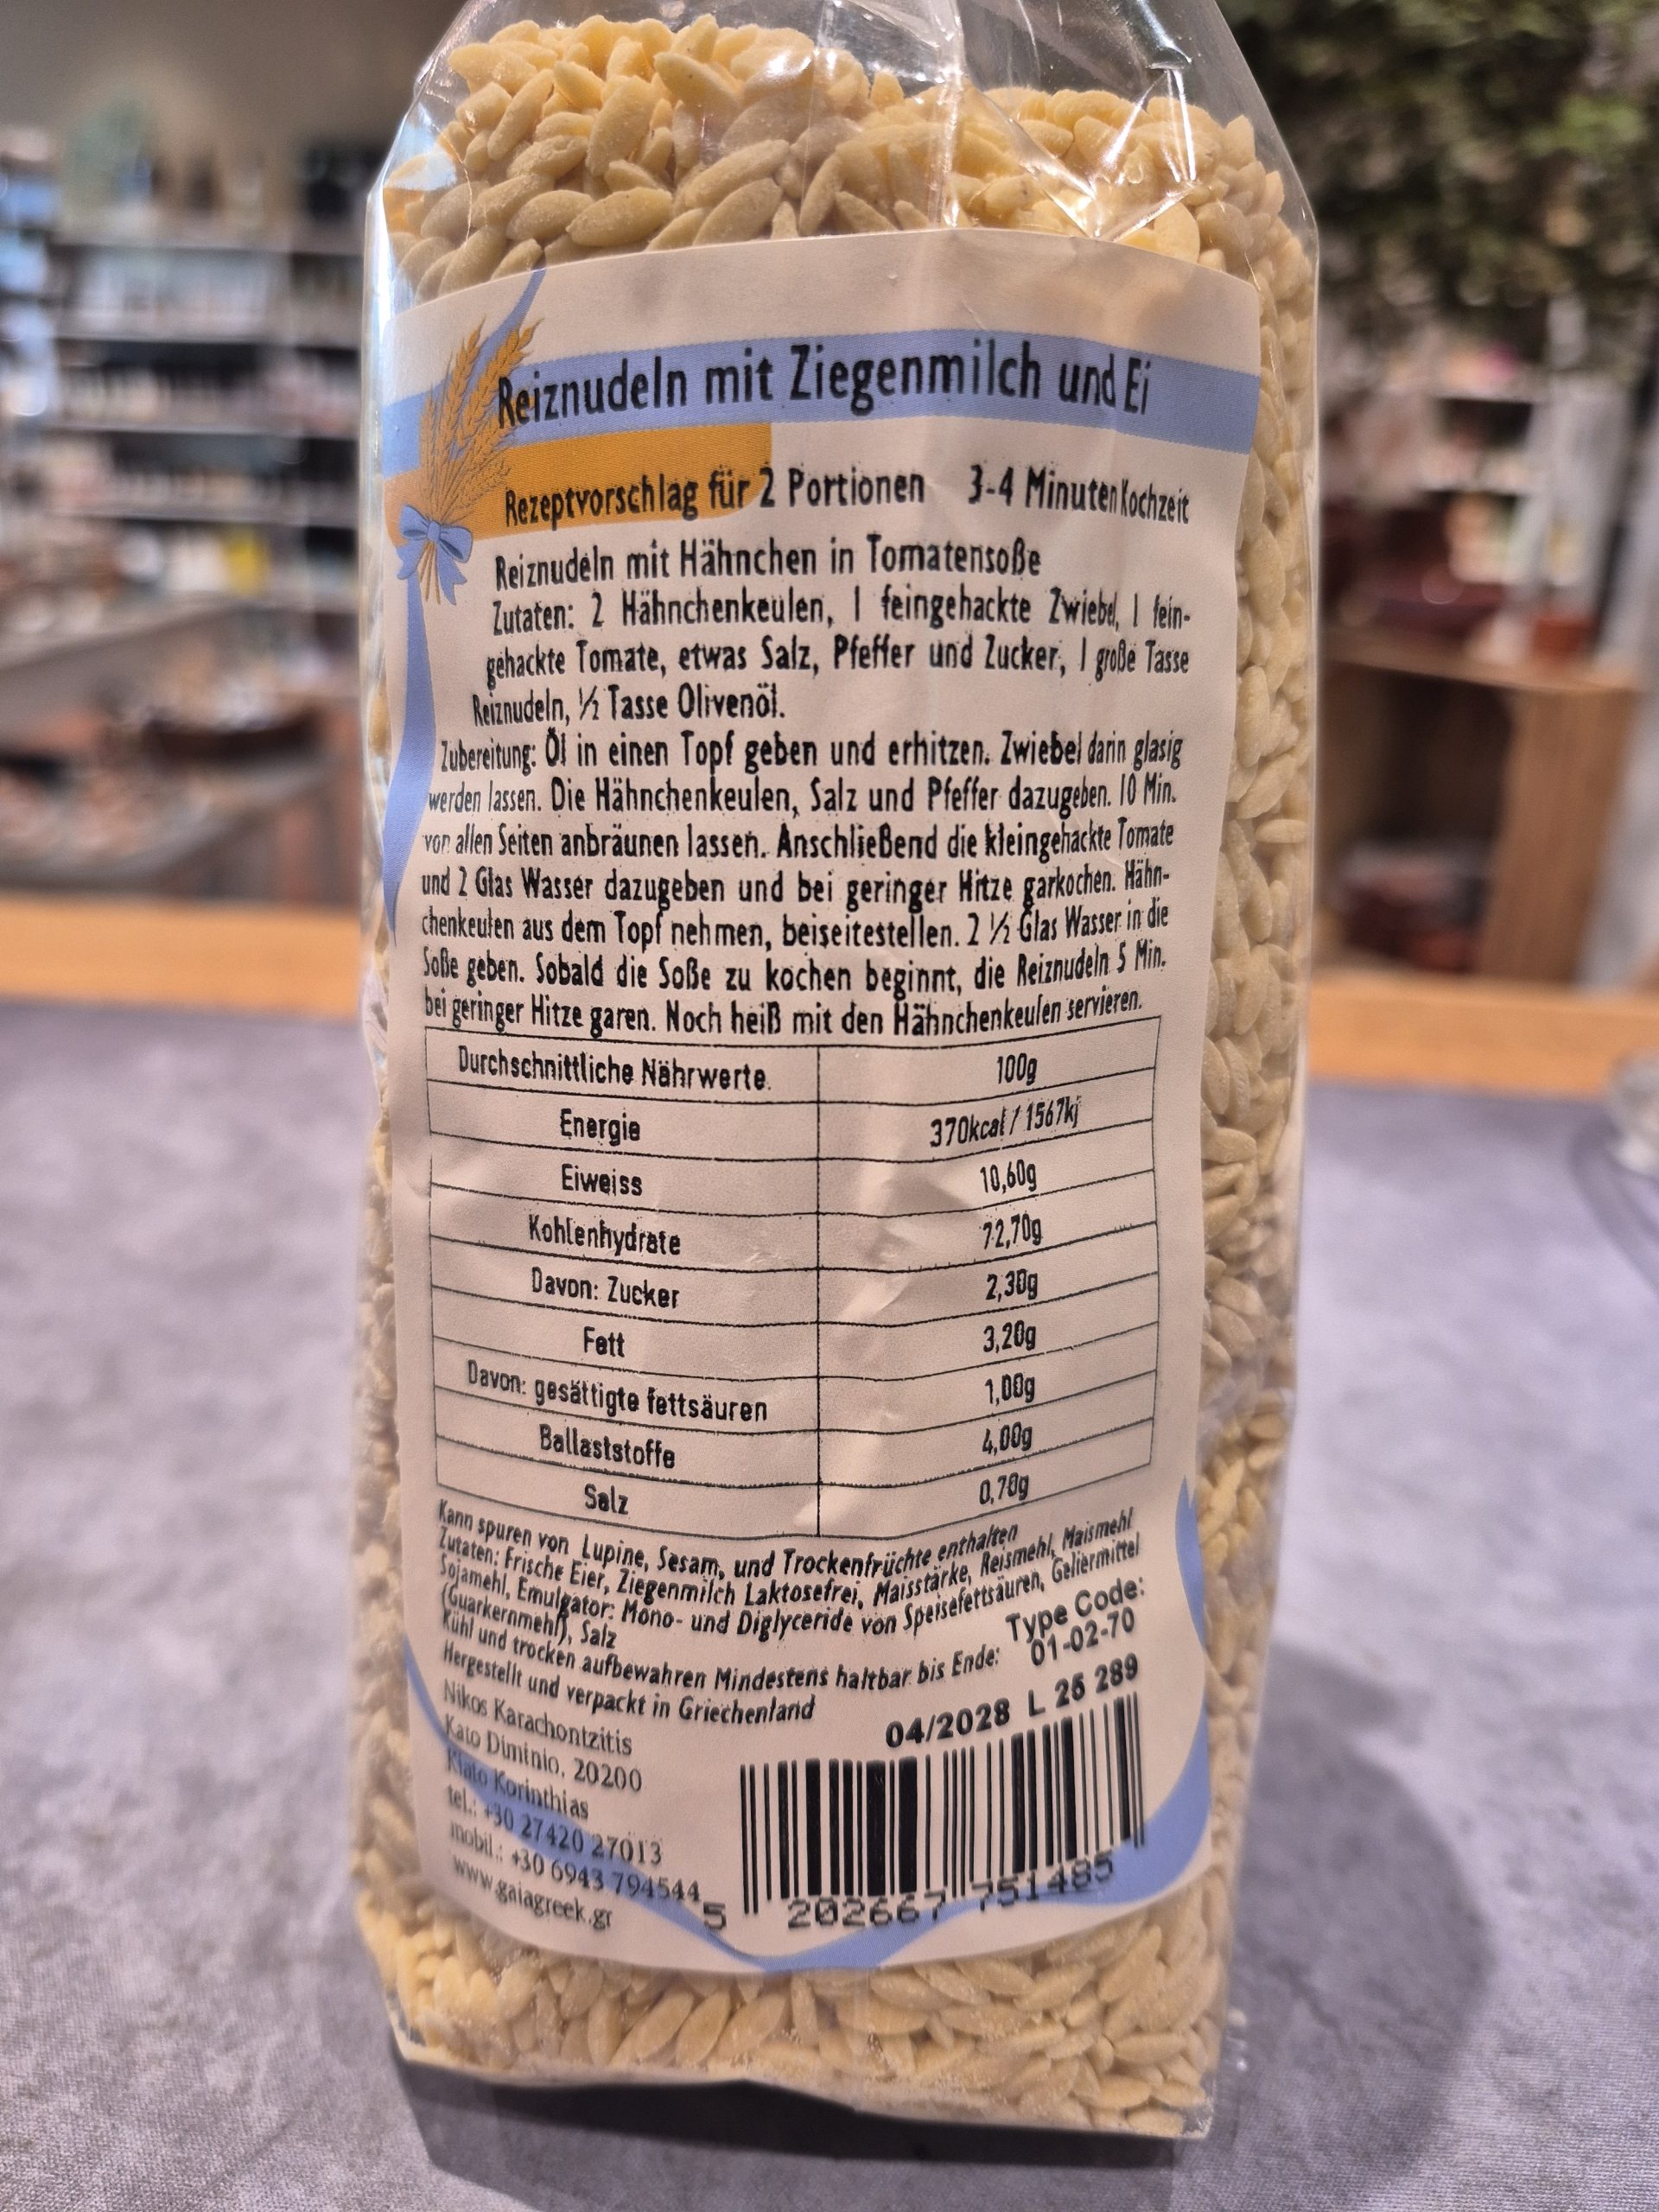 Reiznudeln mit Ziegenmilch und Ei
Rezeptvorschlag für 2 Portionen 3-4 Minuten Kochzeit
Reiznudeln mit Hähnchen in Tomatensoße
Zutaten: 2 Hähnchenkeulen, 1 feingehackte Zwiebel, 1 fein-
gehackte Tomate, etwas Salz, Pfeffer und Zucker, 1 große Tasse
Reiznudeln, ½ Tasse Olivenöl.
Zubereitung: Öl in einen Topf geben und erhitzen. Zwiebel darin glasig
werden lassen. Die Hähnchenkeulen, Salz und Pfeffer dazugeben. 10 Min.
von allen Seiten anbräunen lassen. Anschließend die kleingehackte Tomate
und 2 Glas Wasser dazugeben und bei geringer Hitze garkochen. Hähn-
chenkeulen aus dem Topf nehmen, beiseitestellen. 2 ½ Glas Wasser in die
Soße geben. Sobald die Soße zu kochen beginnt, die Reiznudeln 5 Min.
bei geringer Hitze garen. Noch heiß mit den Hähnchenkeulen servieren.
Durchschnittliche Nährwerte. 100g
Energie 370kcal / 1567kj
Eiweiss 10,60g
Kohlenhydrate 72,70g
Davon: Zucker 2,30g
Fett 3,20g
Davon: gesättigte fettsäuren 1,00g
Ballaststoffe 4,00g
Salz 0,70g
Kann spuren von Lupine, Sesam, und Trockenfrüchte enthalten
Zutaten: Frische Eier, Ziegenmilch Laktosefrei, Maisstärke, Reismehl, Maismehl
Sojamehl, Emulgator: Mono- und Diglyceride von Speisefettsäuren, Geliermittel
(Guarkernmehl), Salz
Kühl und trocken aufbewahren Mindestens haltbar bis Ende:
Type Code:
01-02-70
Hergestellt und verpackt in Griechenland
04/2028 L 25 289
Nikos Karachontzitis
Kato Diminio, 20200
Kiato Korinthias
tel.: +30 27420 27013
mobil.: +30 6943 794544
www.gaiagreek.gr
5 202667 751485